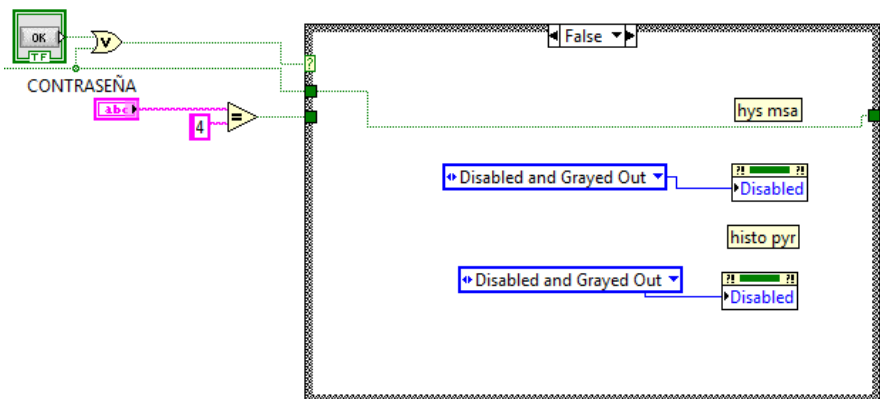 OK
TF
V
False
?
CONTRASEÑA
abc
4
=
hys msa
Disabled and Grayed Out
?! ?!
Disabled
histo pyr
Disabled and Grayed Out
?! ?!
Disabled